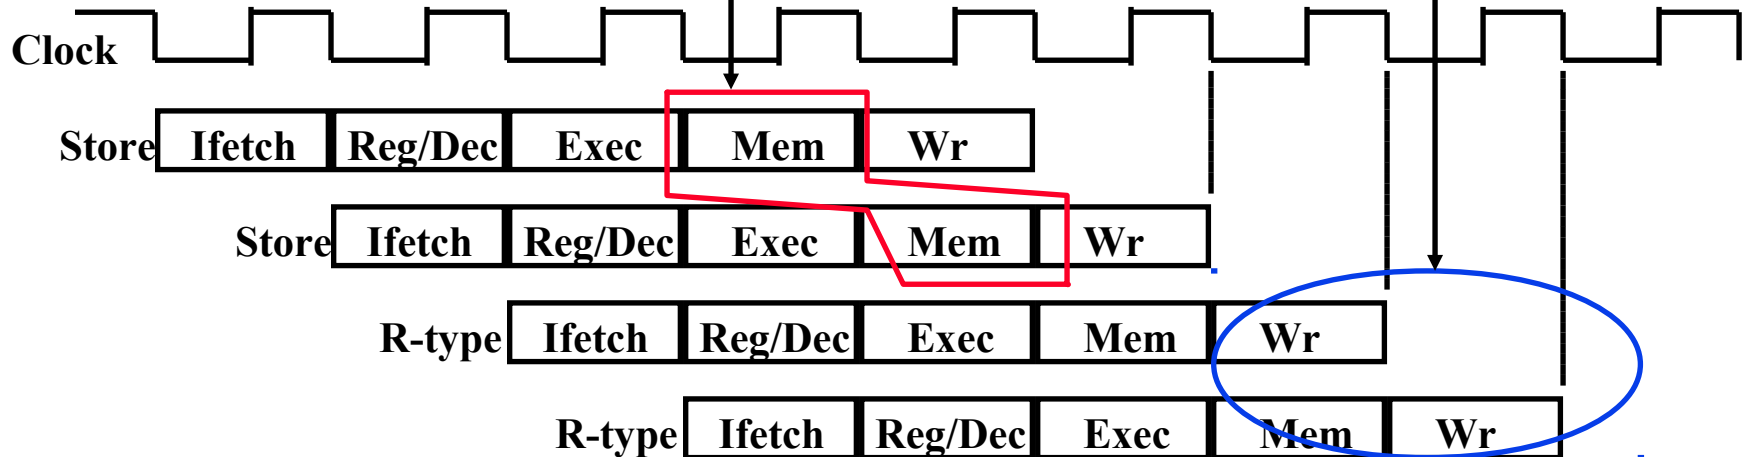 Clock
Store Ifetch Reg/Dec Exec Mem Wr
Store Ifetch Reg/Dec Exec Mem Wr
R-type Ifetch Reg/Dec Exec Mem Wr
R-type Ifetch Reg/Dec Exec Mem Wr